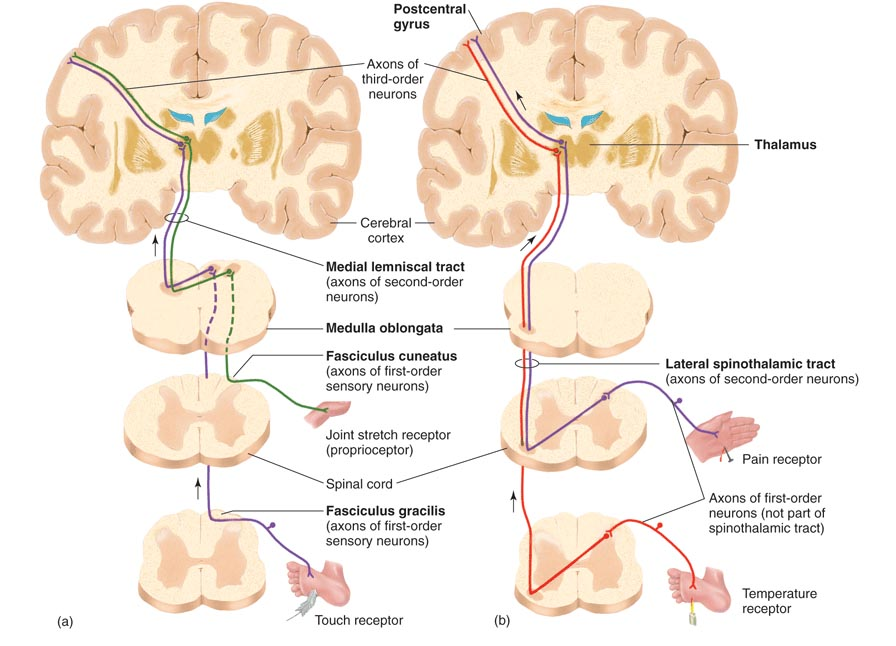 Postcentral
gyrus
Axons of
third-order
neurons
Thalamus
Cerebral
cortex
Medial lemniscal tract
(axons of second-order
neurons)
Medulla oblongata
Fasciculus cuneatus
(axons of first-order
sensory neurons)
Lateral spinothalamic tract
(axons of second-order neurons)
Joint stretch receptor
(proprioceptor)
Pain receptor
Spinal cord
Axons of first-order
neurons (not part of
spinothalamic tract)
Fasciculus gracilis
(axons of first-order
sensory neurons)
Temperature
receptor
Touch receptor
(a)
(b)